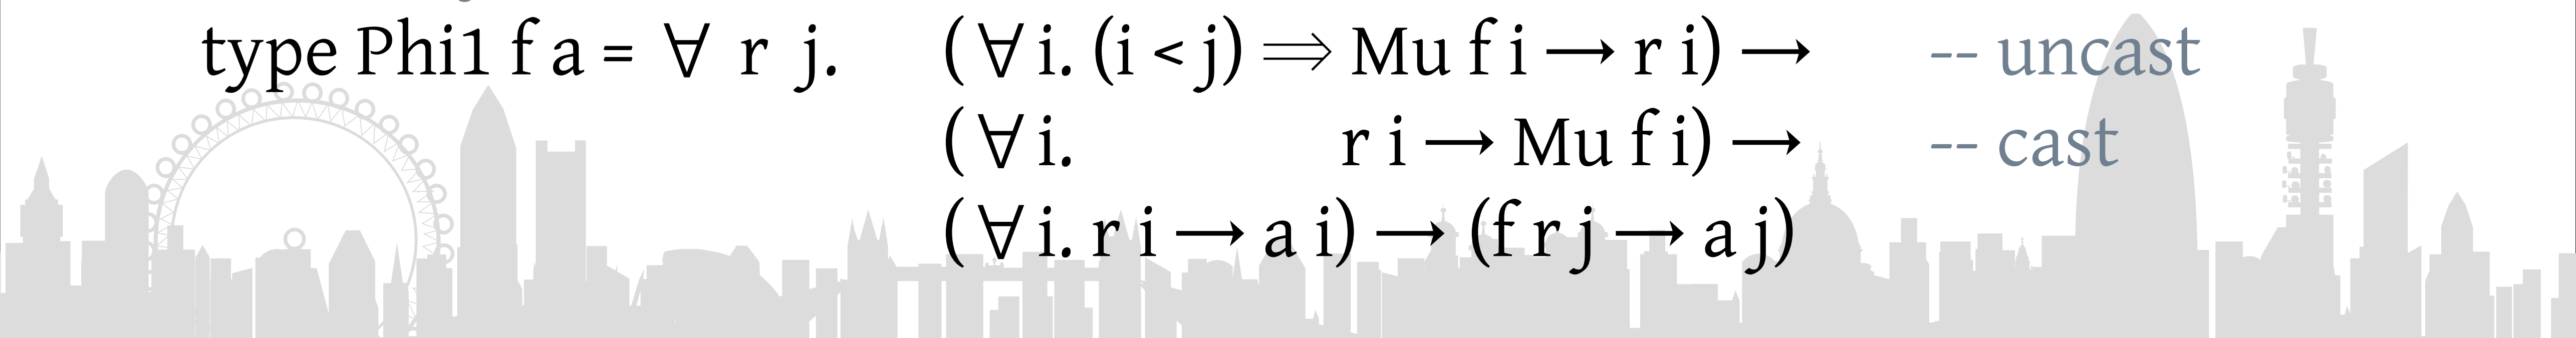 type Phi1 f a = ∀ r j. (∀ i. (i < j) ⟹ Mu f i ⟶ r i) ⟶ -- uncast
(∀ i. r i ⟶ Mu f i) ⟶ -- cast
(∀ i. r i ⟶ a i) ⟶ (f r j ⟶ a j)